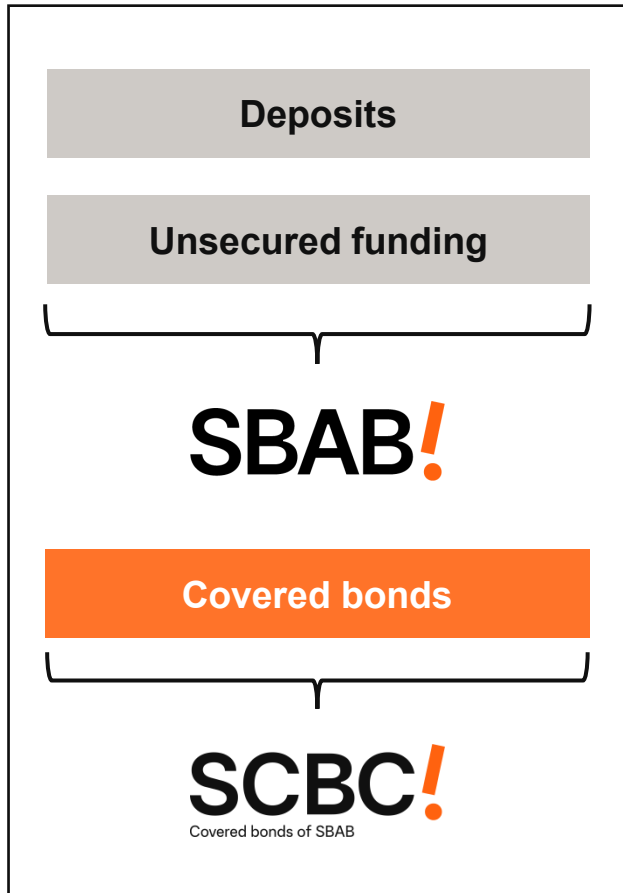 Deposits
Unsecured funding
SBAB!
Covered bonds
SCBC!
Covered bonds of SBAB